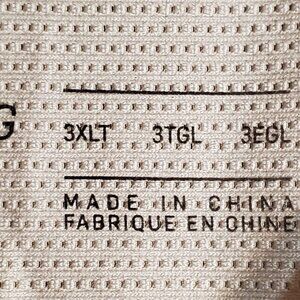 G
3XLT 3TGL 3EGL
MADE IN CHINA
FABRIQUE EN CHINE